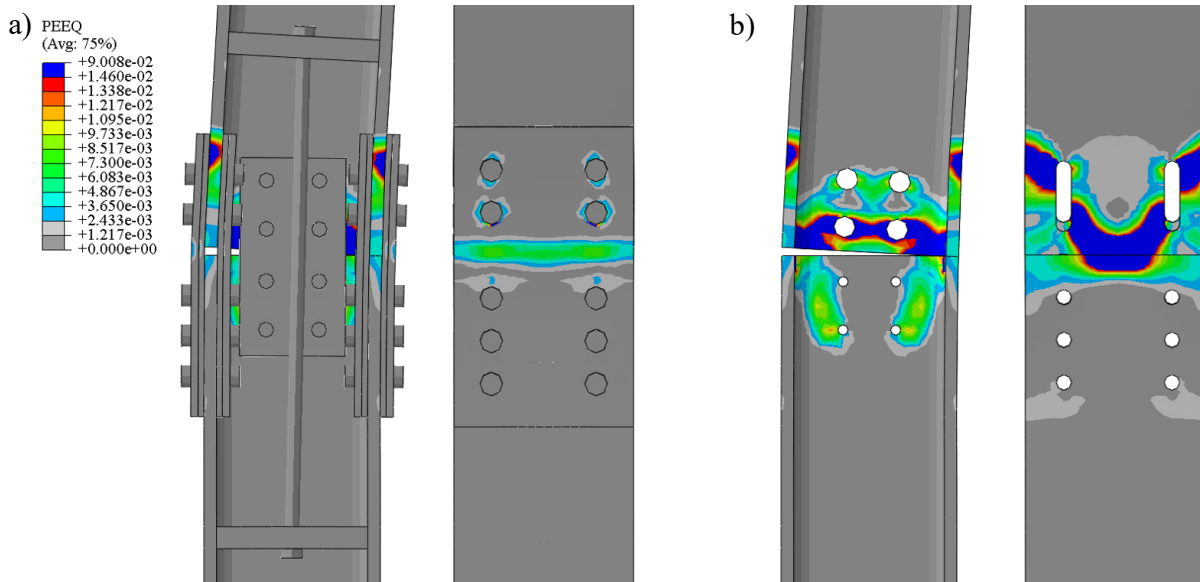 a)
PEEQ
(Avg: 75%)
+9.008e-02
+1.460e-02
+1.338e-02
+1.217e-02
+1.095e-02
+9.733e-03
+8.517e-03
+7.300e-03
+6.083e-03
+4.867e-03
+3.650e-03
+2.433e-03
+1.217e-03
+0.000e+00
b)